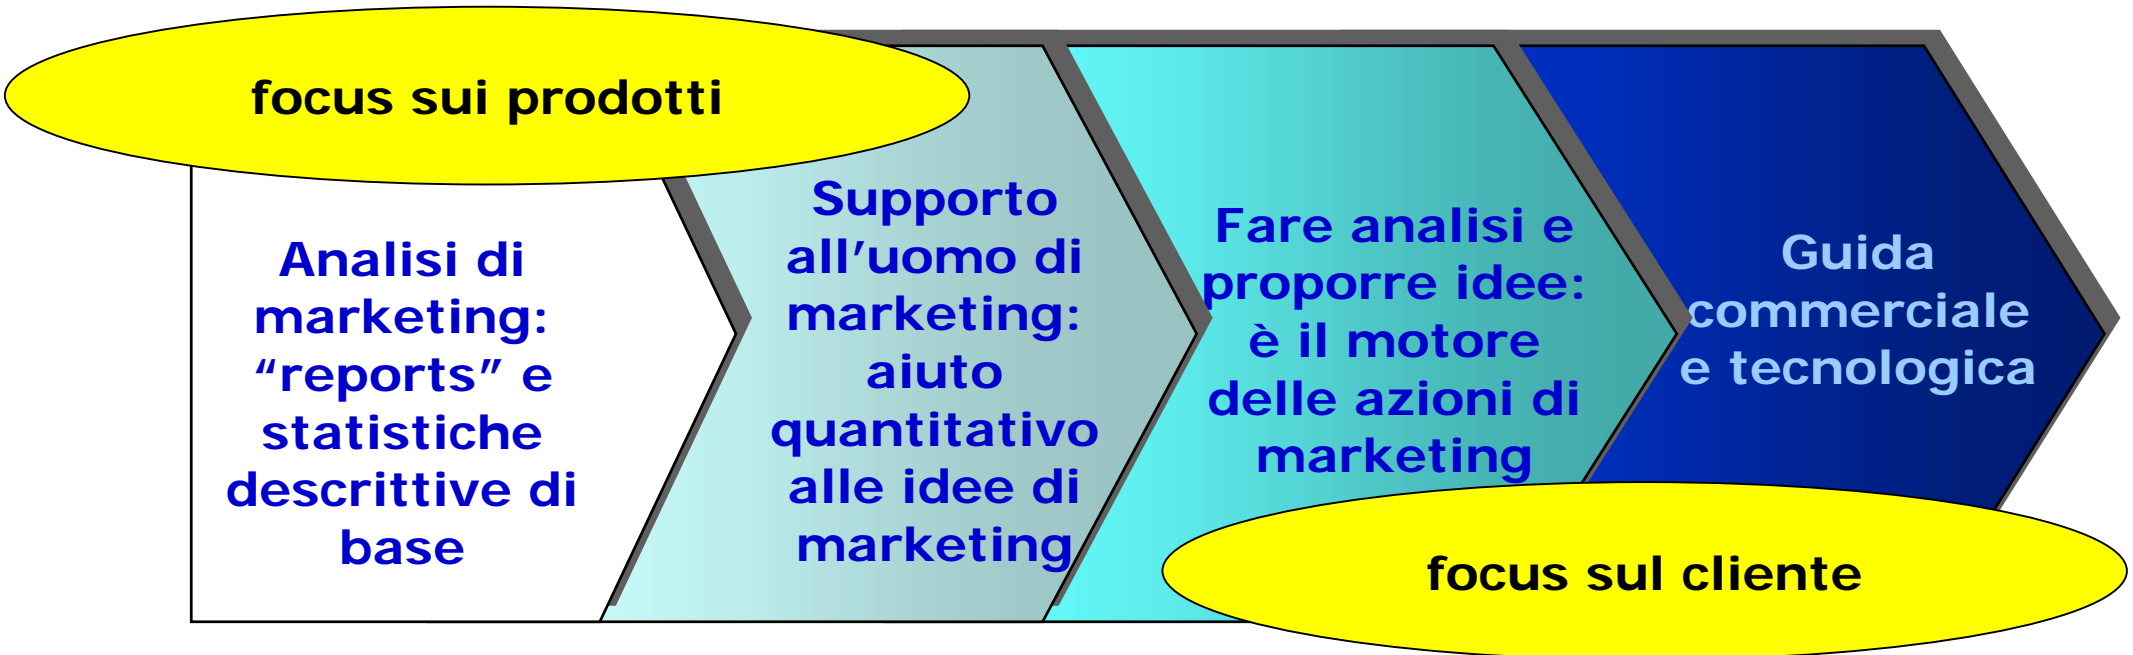 focus sui prodotti
Analisi di
marketing:
“reports” e
statistiche
descrittive di
base
Supporto
all’uomo di
marketing:
aiuto
quantitativo
alle idee di
marketing
Fare analisi e
proporre idee:
è il motore
delle azioni di
marketing
Guida
commerciale
e tecnologica
focus sul cliente